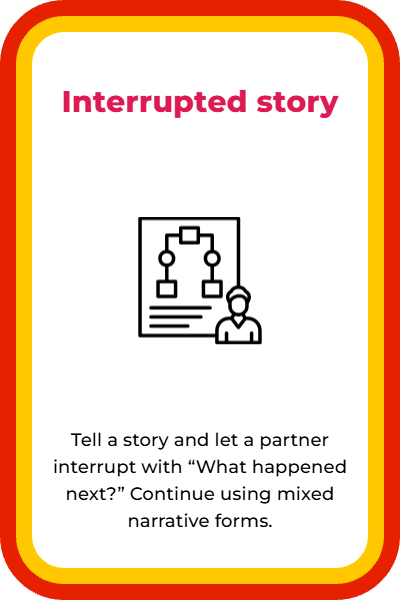 Interrupted story
Tell a story and let a partner
interrupt with “What happened
next?” Continue using mixed
narrative forms.